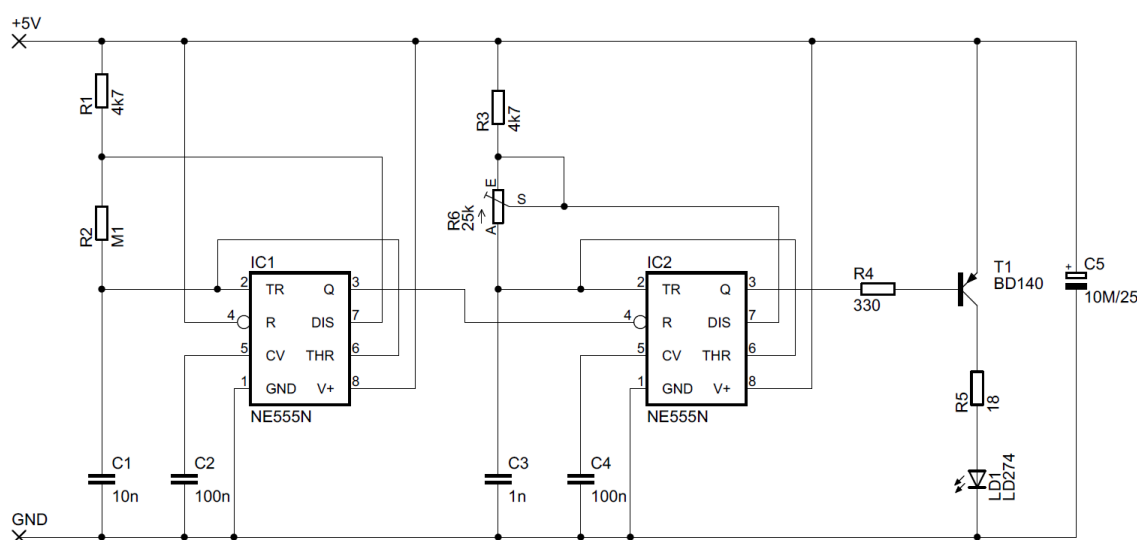 +5V
R1
4k7
R3
4k7
R2
M1
R6
25k
E
S
A
IC1
2
TR
Q
3
4
R
DIS
7
5
CV
THR
6
1
GND
V+
8
NE555N
IC2
2
TR
Q
3
4
R
DIS
7
5
CV
THR
6
1
GND
V+
8
NE555N
R4
330
T1
BD140
+
C5
10M/25
R5
18
C1
10n
C2
100n
C3
1n
C4
100n
LD1
LD274
GND